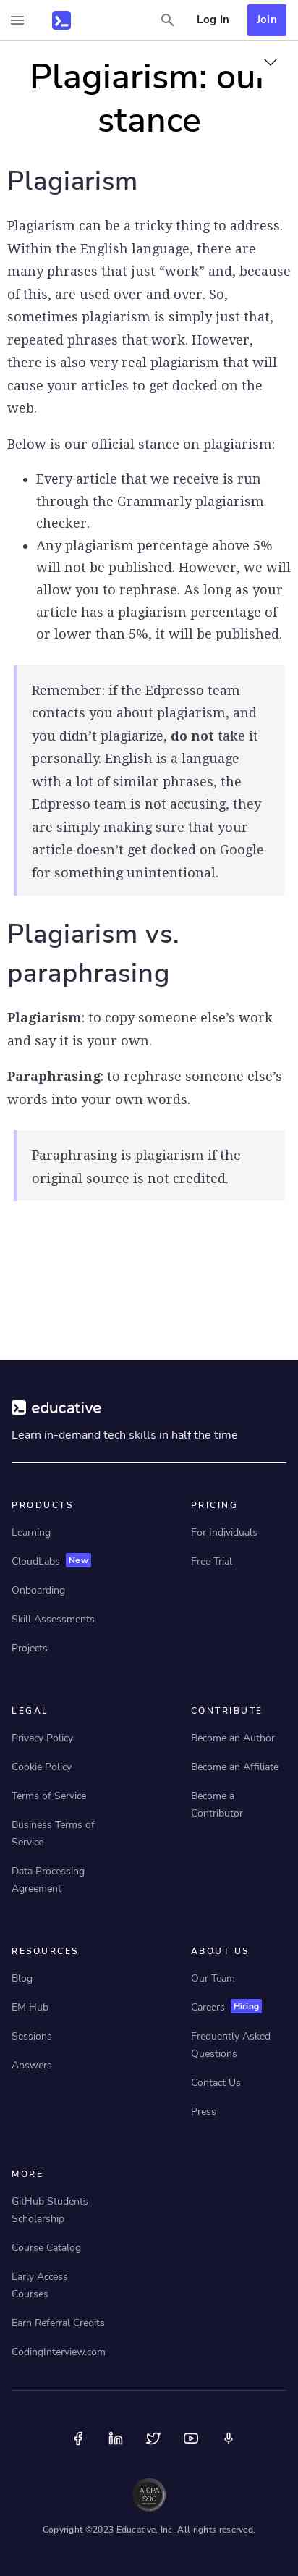 Log In
Join
Plagiarism: our
stance
Plagiarism
Plagiarism can be a tricky thing to address.
Within the English language, there are
many phrases that just “work” and, because
of this, are used over and over. So,
sometimes plagiarism is simply just that,
repeated phrases that work. However,
there is also very real plagiarism that will
cause your articles to get docked on the
web.
Below is our official stance on plagiarism:
• Every article that we receive is run
through the Grammarly plagiarism
checker.
• Any plagiarism percentage above 5%
will not be published. However, we will
allow you to rephrase. As long as your
article has a plagiarism percentage of
or lower than 5%, it will be published.
Remember: if the Edpresso team
contacts you about plagiarism, and
you didn’t plagiarize, do not take it
personally. English is a language
with a lot of similar phrases, the
Edpresso team is not accusing, they
are simply making sure that your
article doesn’t get docked on Google
for something unintentional.
Plagiarism vs.
paraphrasing
Plagiarism: to copy someone else’s work
and say it is your own.
Paraphrasing: to rephrase someone else’s
words into your own words.
Paraphrasing is plagiarism if the
original source is not credited.
educative
Learn in-demand tech skills in half the time
PRODUCTS
Learning
CloudLabs New
Onboarding
Skill Assessments
Projects
PRICING
For Individuals
Free Trial
LEGAL
Privacy Policy
Cookie Policy
Terms of Service
Business Terms of
Service
Data Processing
Agreement
CONTRIBUTE
Become an Author
Become an Affiliate
Become a
Contributor
RESOURCES
Blog
EM Hub
Sessions
Answers
ABOUT US
Our Team
Careers Hiring
Frequently Asked
Questions
Contact Us
Press
MORE
GitHub Students
Scholarship
Course Catalog
Early Access
Courses
Earn Referral Credits
CodingInterview.com
AICPA
SOC
Copyright ©2023 Educative, Inc. All rights reserved.